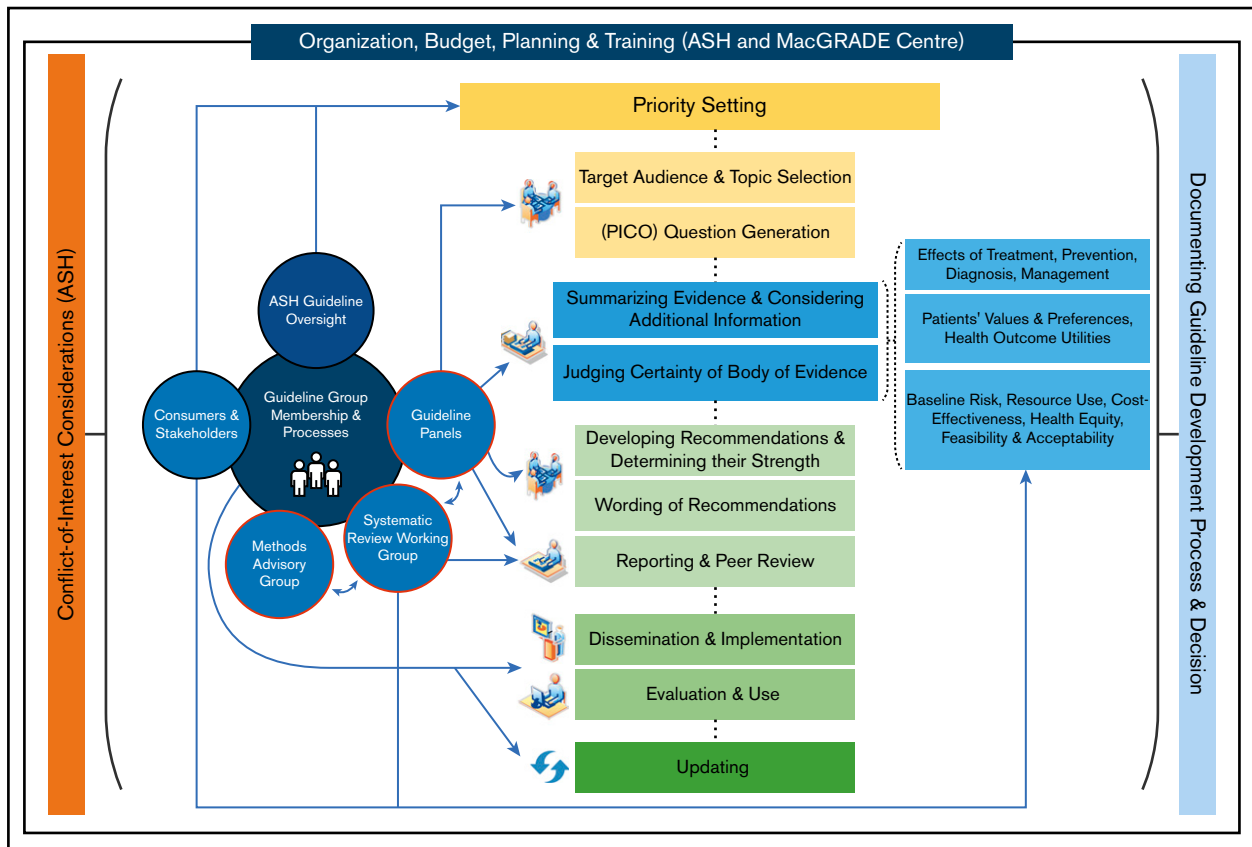 Organization, Budget, Planning & Training (ASH and MacGRADE Centre)
Conflict-of-Interest Considerations (ASH)
Priority Setting
Target Audience & Topic Selection
(PICO) Question Generation
ASH Guideline
Oversight
Guideline Group
Membership &
Processes
Consumers &
Stakeholders
Guideline
Panels
Systematic
Review Working
Group
Methods
Advisory
Group
Summarizing Evidence & Considering
Additional Information
Judging Certainty of Body of Evidence
Effects of Treatment, Prevention,
Diagnosis, Management
Patients’ Values & Preferences,
Health Outcome Utilities
Baseline Risk, Resource Use, Cost-
Effectiveness, Health Equity,
Feasibility & Acceptability
Developing Recommendations &
Determining their Strength
Wording of Recommendations
Reporting & Peer Review
Dissemination & Implementation
Evaluation & Use
Updating
Documenting Guideline Development Process & Decision